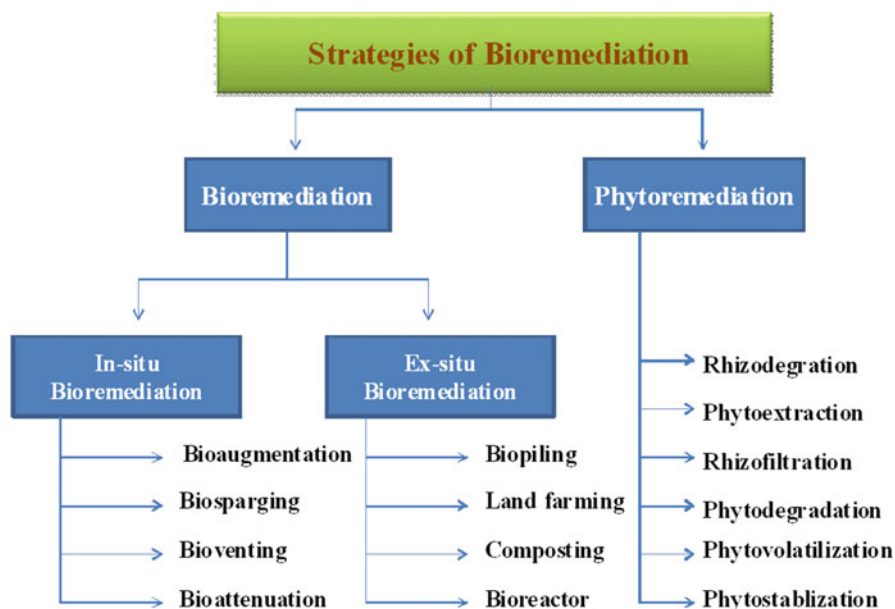 Strategies of Bioremediation
Bioremediation
Phytoremediation
In-situ
Bioremediation
Ex-situ
Bioremediation
Bioaugmentation
Biosparging
Bioventing
Bioattenuation
Biopiling
Land farming
Composting
Bioreactor
Rhizodegration
Phytoextraction
Rhizofiltration
Phytodegradation
Phytovolatilization
Phytostablization